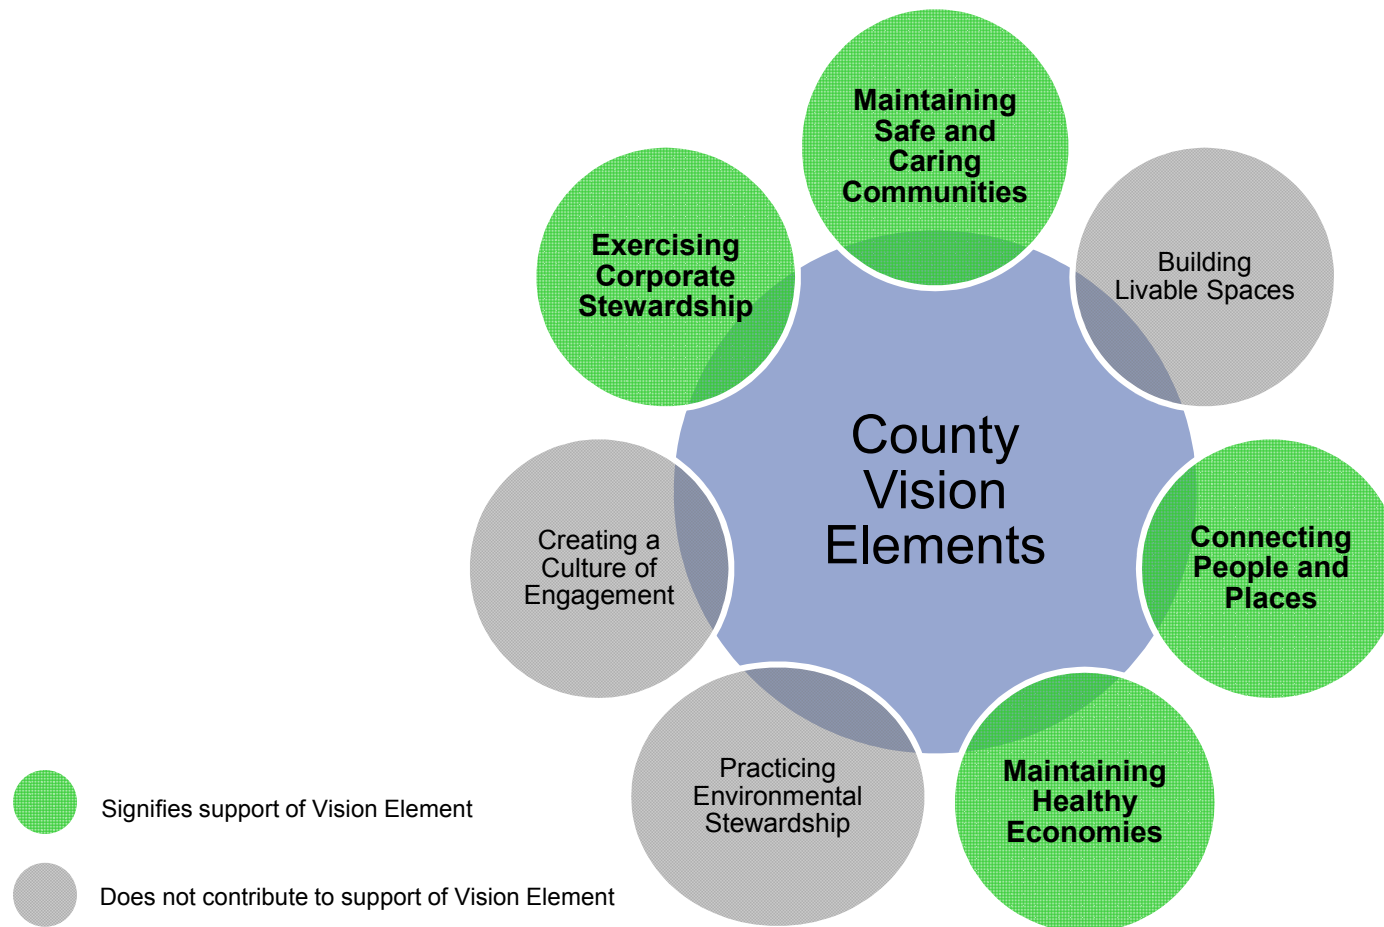 Maintaining
Safe and
Caring
Communities
Exercising
Corporate
Stewardship
Building
Livable Spaces
County
Vision
Elements
Creating a
Culture of
Engagement
Connecting
People and
Places
Practicing
Environmental
Stewardship
Maintaining
Healthy
Economies
Signifies support of Vision Element
Does not contribute to support of Vision Element